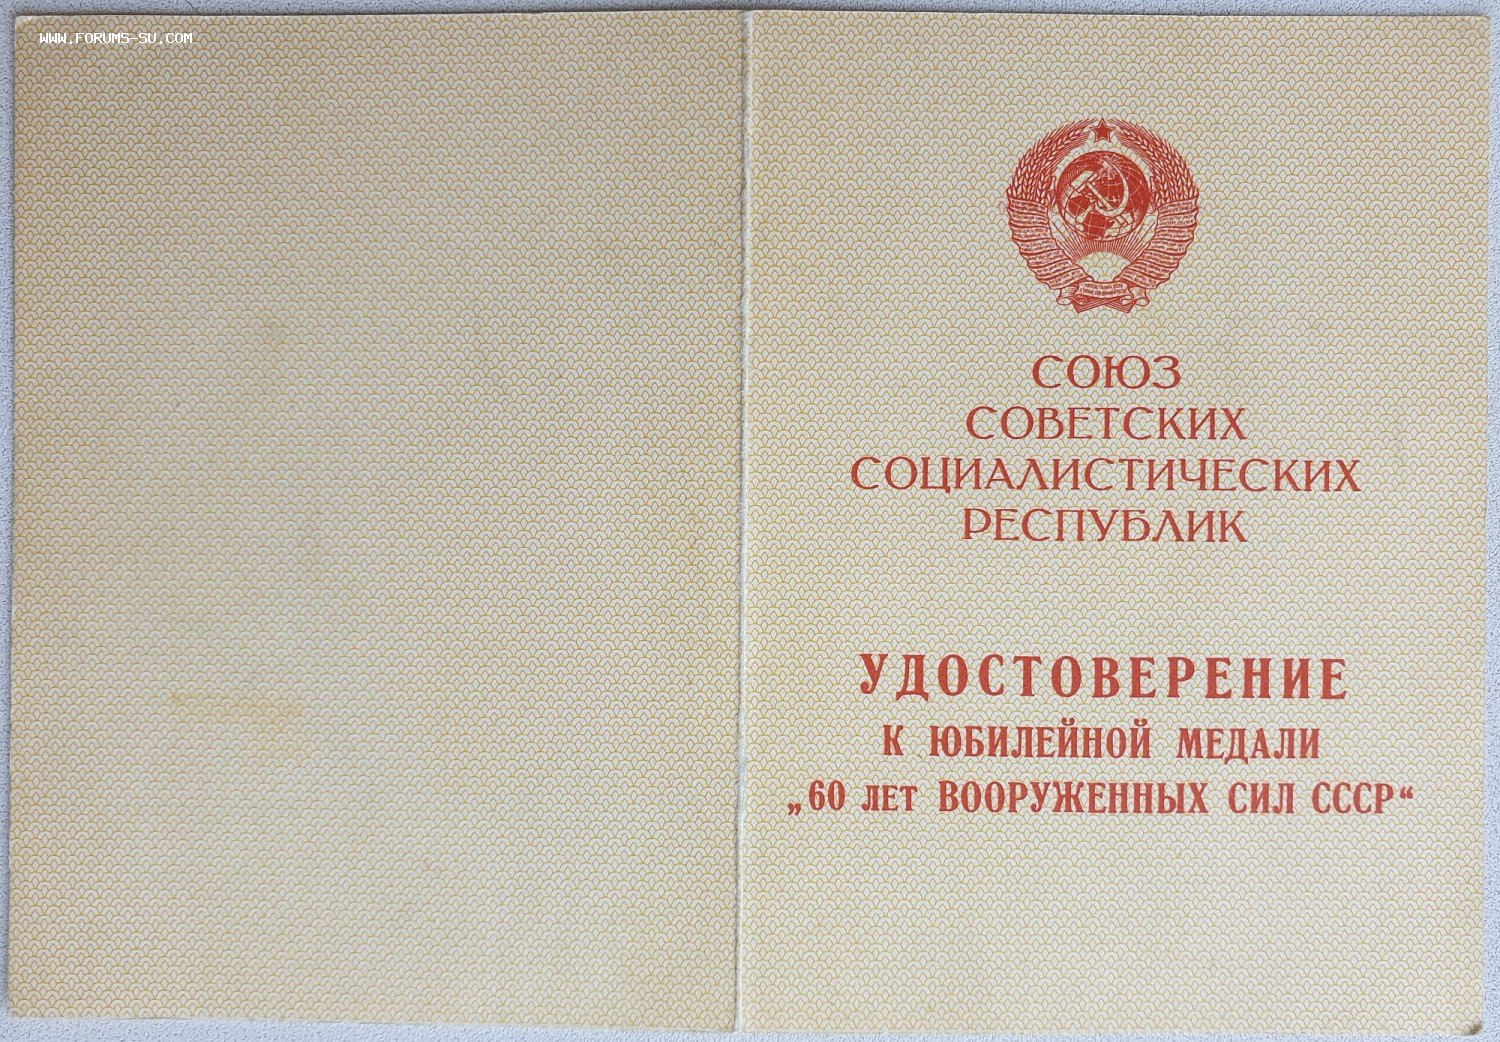 WWW.FORUMS-SU.COM
СОЮЗ
СОВЕТСКИХ
СОЦИАЛИСТИЧЕСКИХ
РЕСПУБЛИК
УДОСТОВЕРЕНИЕ
К ЮБИЛЕЙНОЙ МЕДАЛИ
„60 ЛЕТ ВООРУЖЕННЫХ СИЛ СССР“